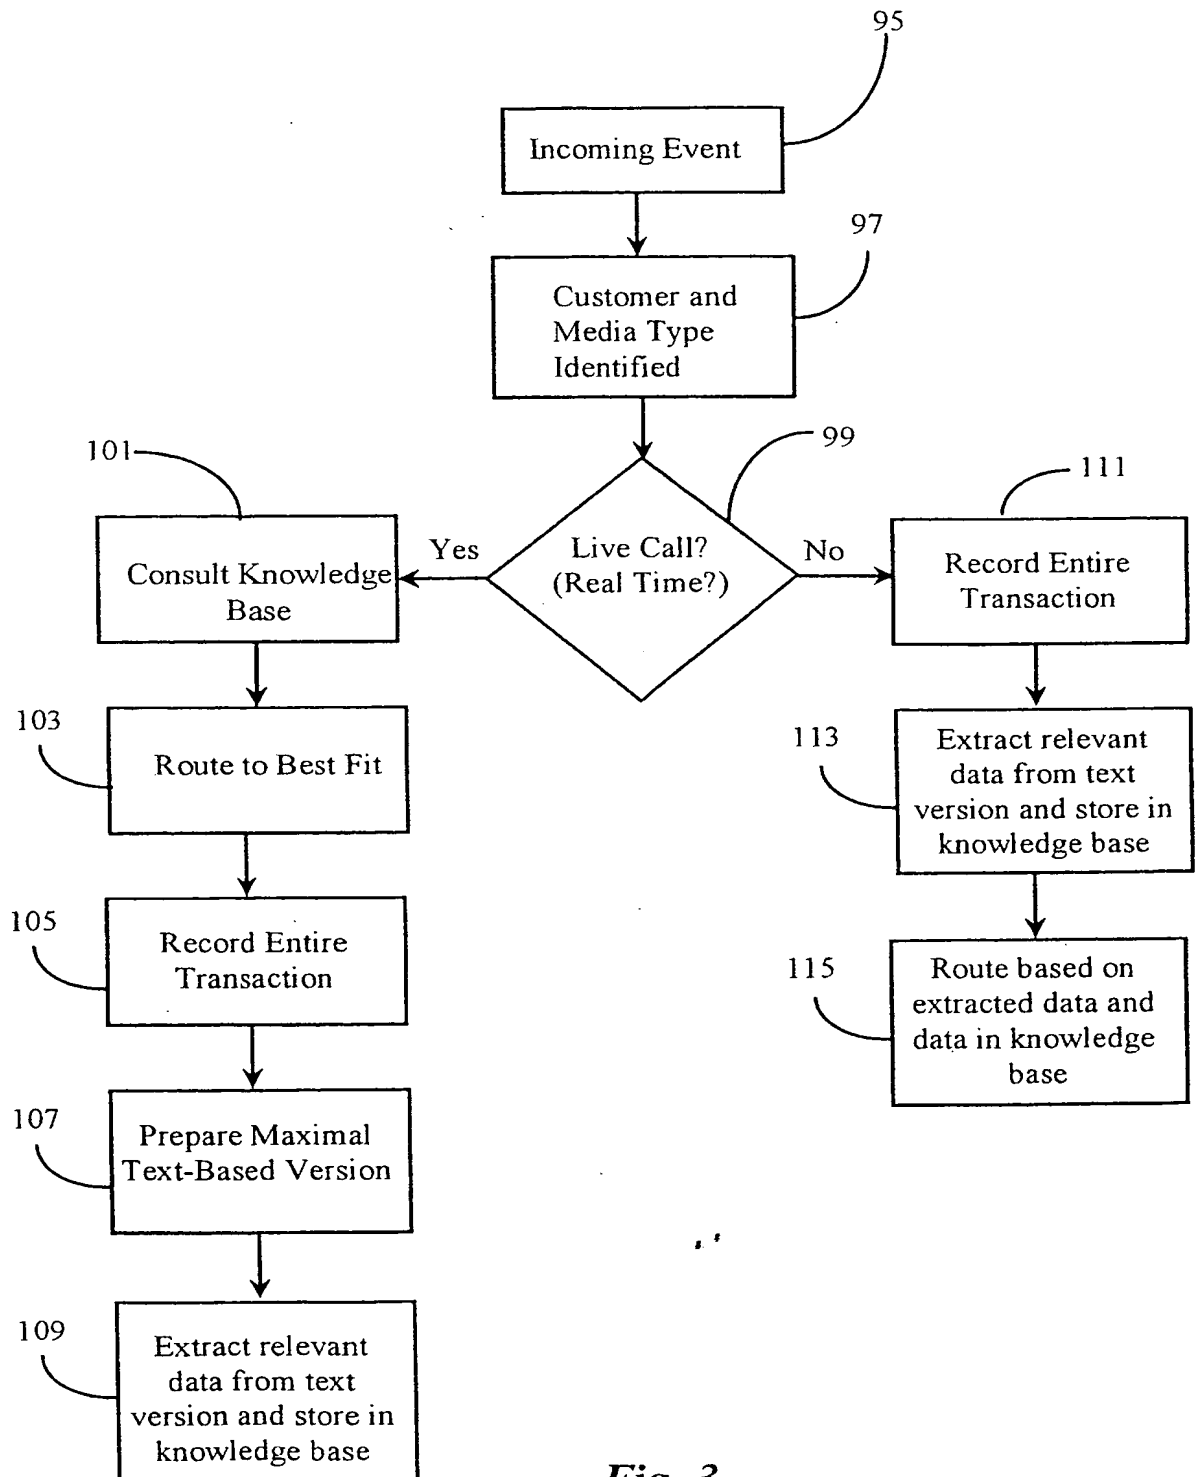 95
Incoming Event
97
Customer and
Media Type
Identified
99
Live Call?
(Real Time?)
Yes
No
101
Consult Knowledge
Base
103
Route to Best Fit
105
Record Entire
Transaction
107
Prepare Maximal
Text-Based Version
109
Extract relevant
data from text
version and store in
knowledge base
111
Record Entire
Transaction
113
Extract relevant
data from text
version and store in
knowledge base
115
Route based on
extracted data and
data in knowledge
base
Fig. 3